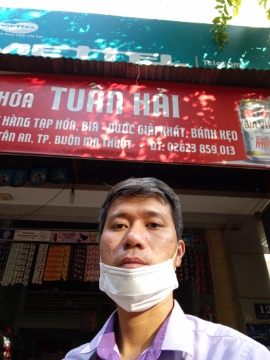 VIETTEL
HÓA TUẤN HẢI
HÀNG TẠP HÓA, BIA - NƯỚC GIẢI KHÁT, BÁNH KẸO
TÂN AN, TP. BUÔN MA THUỘT - ĐT: 02623 859 013